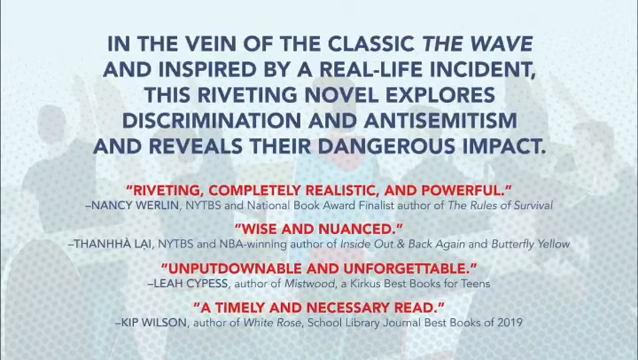 IN THE VEIN OF THE CLASSIC THE WAVE
AND INSPIRED BY A REAL-LIFE INCIDENT,
THIS RIVETING NOVEL EXPLORES
DISCRIMINATION AND ANTISEMITISM
AND REVEALS THEIR DANGEROUS IMPACT.
"RIVETING, COMPLETELY REALISTIC, AND POWERFUL."
–NANCY WERLIN, NYTBS and National Book Award Finalist author of The Rules of Survival
"WISE AND NUANCED."
–THANHHÀ LẠI, NYTBS and NBA-winning author of Inside Out & Back Again and Butterfly Yellow
"UNPUTDOWNABLE AND UNFORGETTABLE."
–LEAH CYPESS, author of Mistwood, a Kirkus Best Books for Teens
"A TIMELY AND NECESSARY READ."
–KIP WILSON, author of White Rose, School Library Journal Best Books of 2019